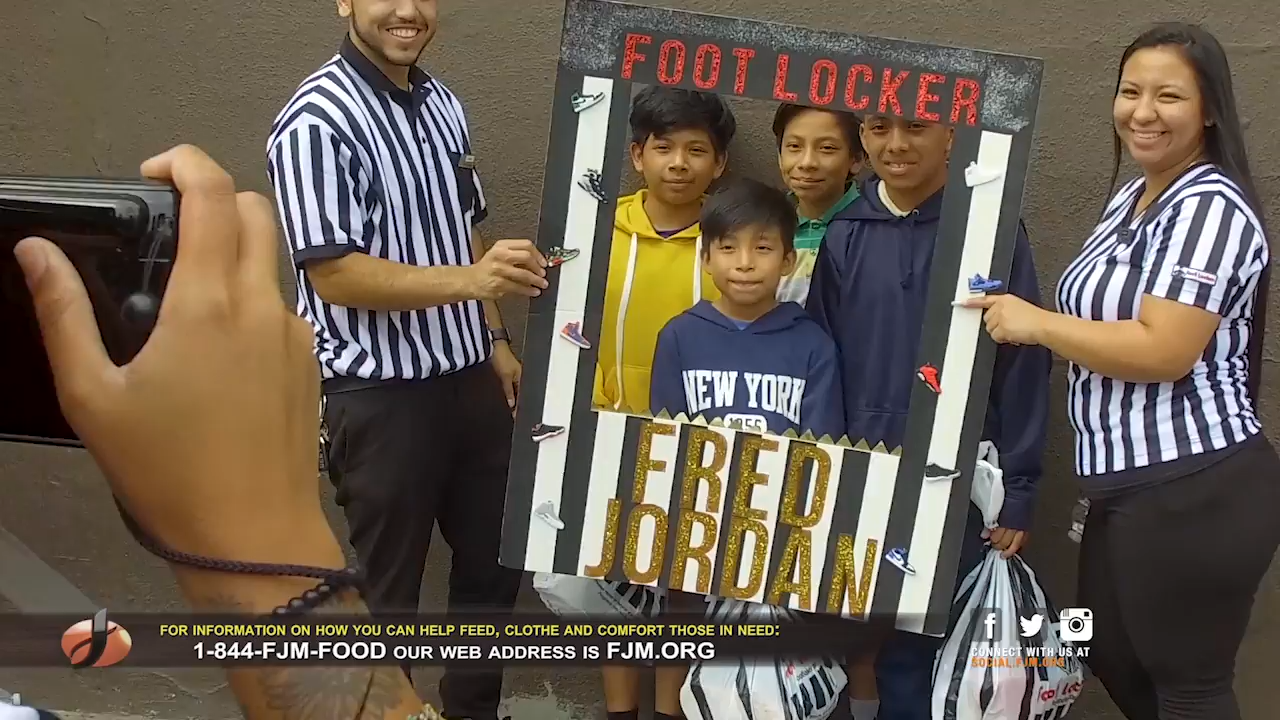 FOOT LOCKER
NEW YORK
1855
FRED
JORDAN
FOR INFORMATION ON HOW YOU CAN HELP FEED, CLOTHE AND COMFORT THOSE IN NEED:
1-844-FJM-FOOD OUR WEB ADDRESS IS FJM.ORG
CONNECT WITH US AT
SOCIAL.FJM.ORG